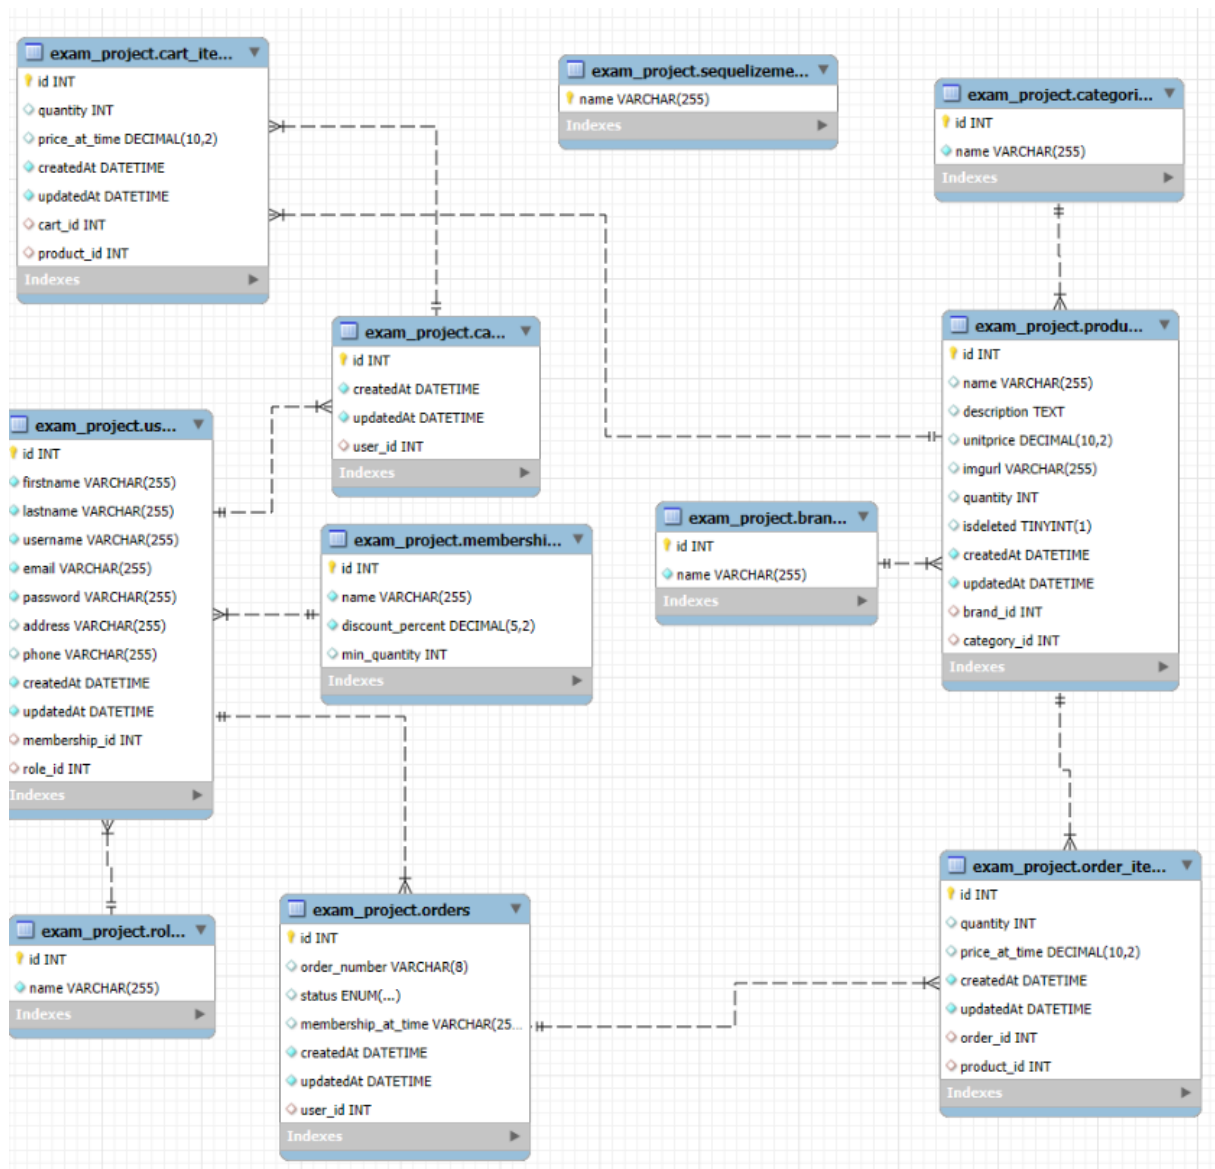 exam_project.cart_ite...
id INT
quantity INT
price_at_time DECIMAL(10,2)
createdAt DATETIME
updatedAt DATETIME
cart_id INT
product_id INT
Indexes
exam_project.sequelizeme...
name VARCHAR(255)
Indexes
exam_project.categori...
id INT
name VARCHAR(255)
Indexes
exam_project.ca...
id INT
createdAt DATETIME
updatedAt DATETIME
user_id INT
Indexes
exam_project.produ...
id INT
name VARCHAR(255)
description TEXT
unitprice DECIMAL(10,2)
imgurl VARCHAR(255)
quantity INT
isdeleted TINYINT(1)
createdAt DATETIME
updatedAt DATETIME
brand_id INT
category_id INT
Indexes
exam_project.us...
id INT
firstname VARCHAR(255)
lastname VARCHAR(255)
username VARCHAR(255)
email VARCHAR(255)
password VARCHAR(255)
address VARCHAR(255)
phone VARCHAR(255)
createdAt DATETIME
updatedAt DATETIME
membership_id INT
role_id INT
Indexes
exam_project.membershi...
id INT
name VARCHAR(255)
discount_percent DECIMAL(5,2)
min_quantity INT
Indexes
exam_project.bran...
id INT
name VARCHAR(255)
Indexes
exam_project.rol...
id INT
name VARCHAR(255)
Indexes
exam_project.orders
id INT
order_number VARCHAR(8)
status ENUM(...)
membership_at_time VARCHAR(25...
createdAt DATETIME
updatedAt DATETIME
user_id INT
Indexes
exam_project.order_ite...
id INT
quantity INT
price_at_time DECIMAL(10,2)
createdAt DATETIME
updatedAt DATETIME
order_id INT
product_id INT
Indexes